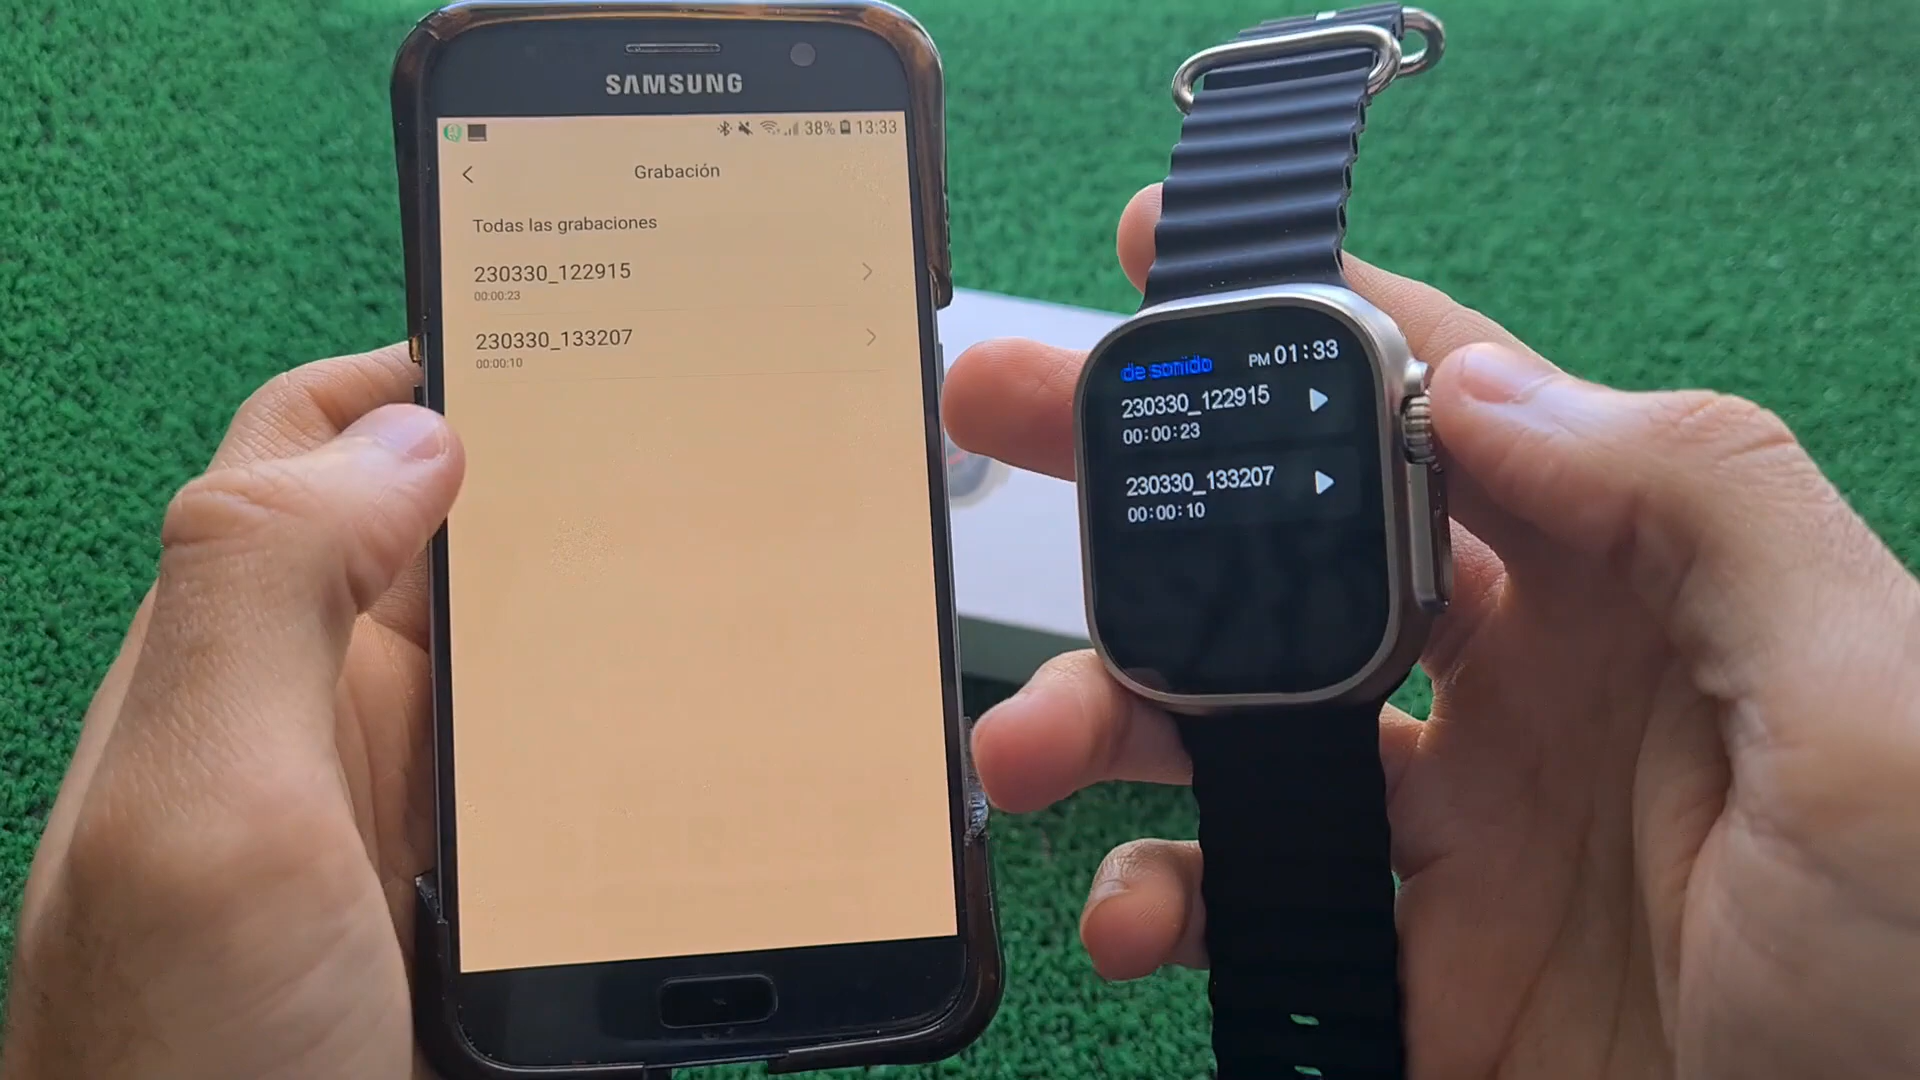 SAMSUNG
38% 13:33
Grabación
Todas las grabaciones
230330_122915
00:00:23
230330_133207
00:00:10
de sonido PM 01:33
230330_122915
00:00:23
230330_133207
00:00:10